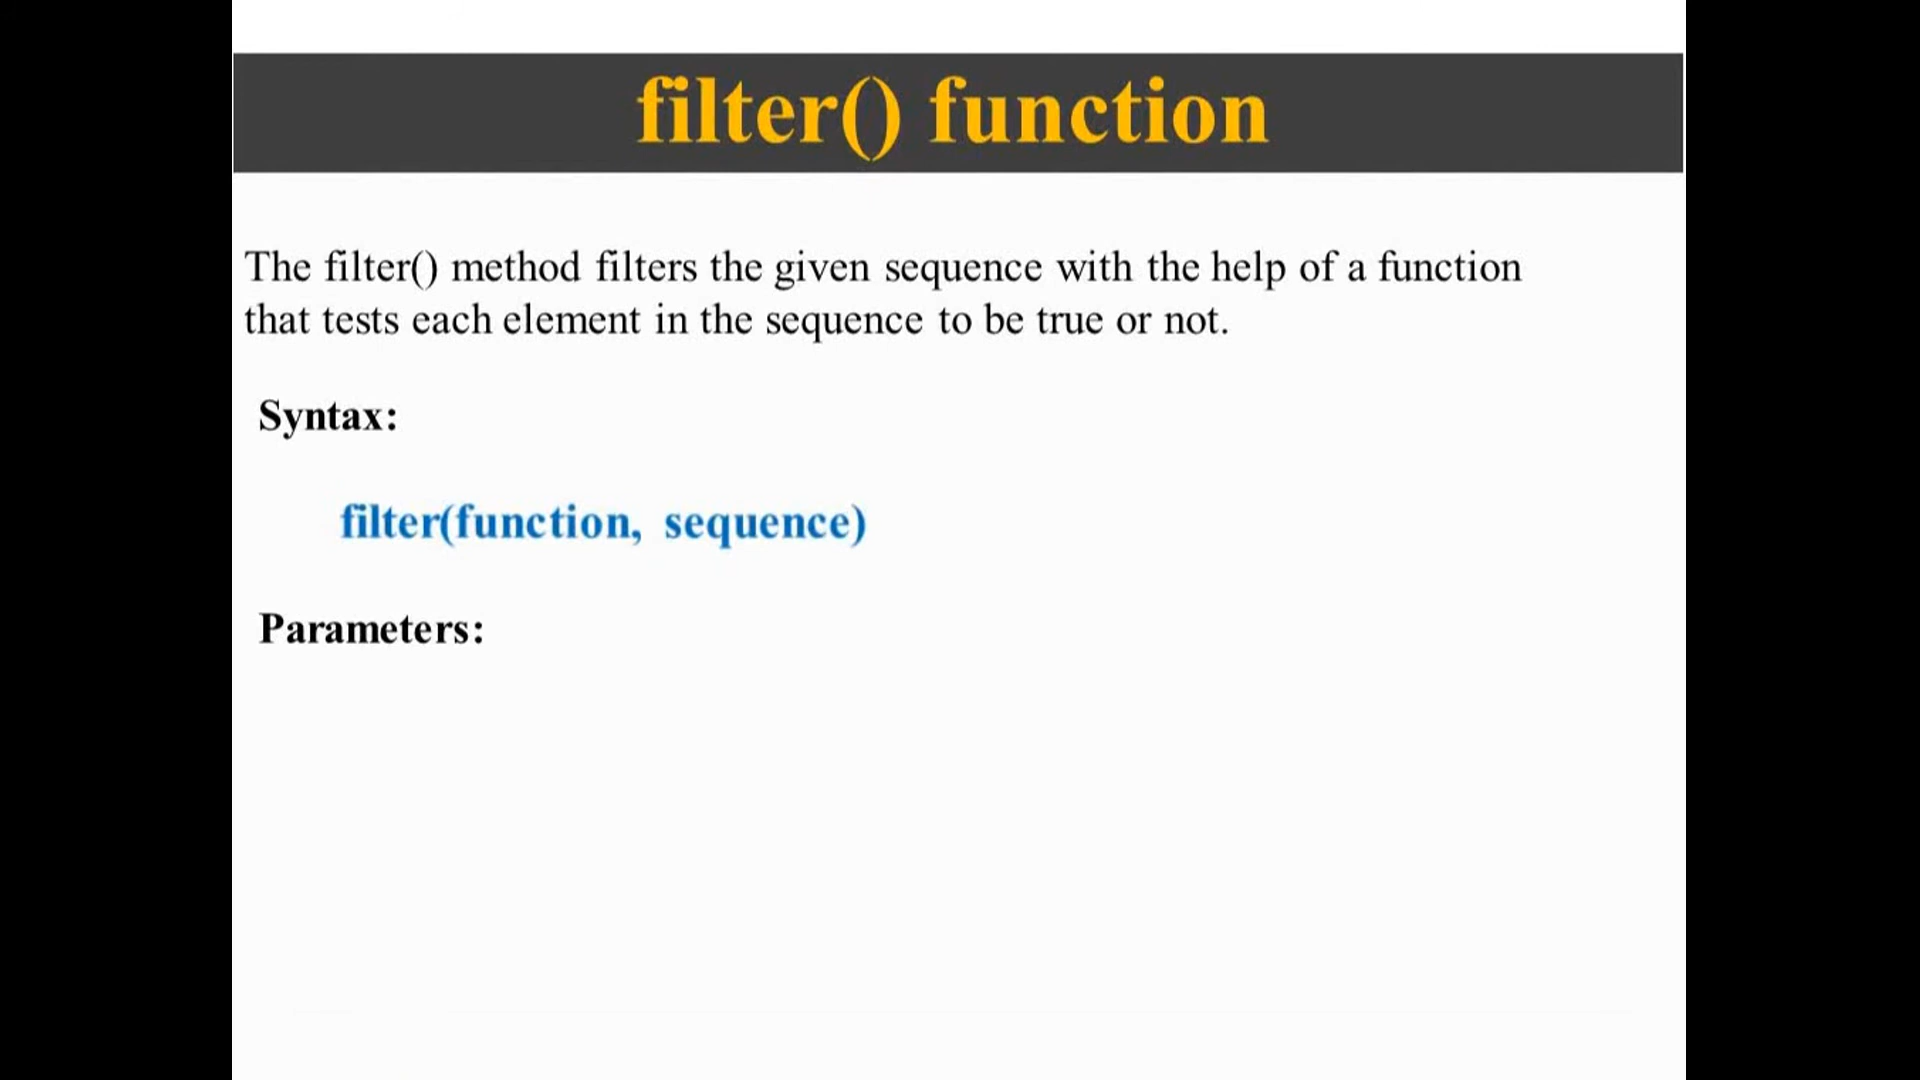 filter() function
The filter() method filters the given sequence with the help of a function
that tests each element in the sequence to be true or not.
Syntax:
filter(function, sequence)
Parameters: